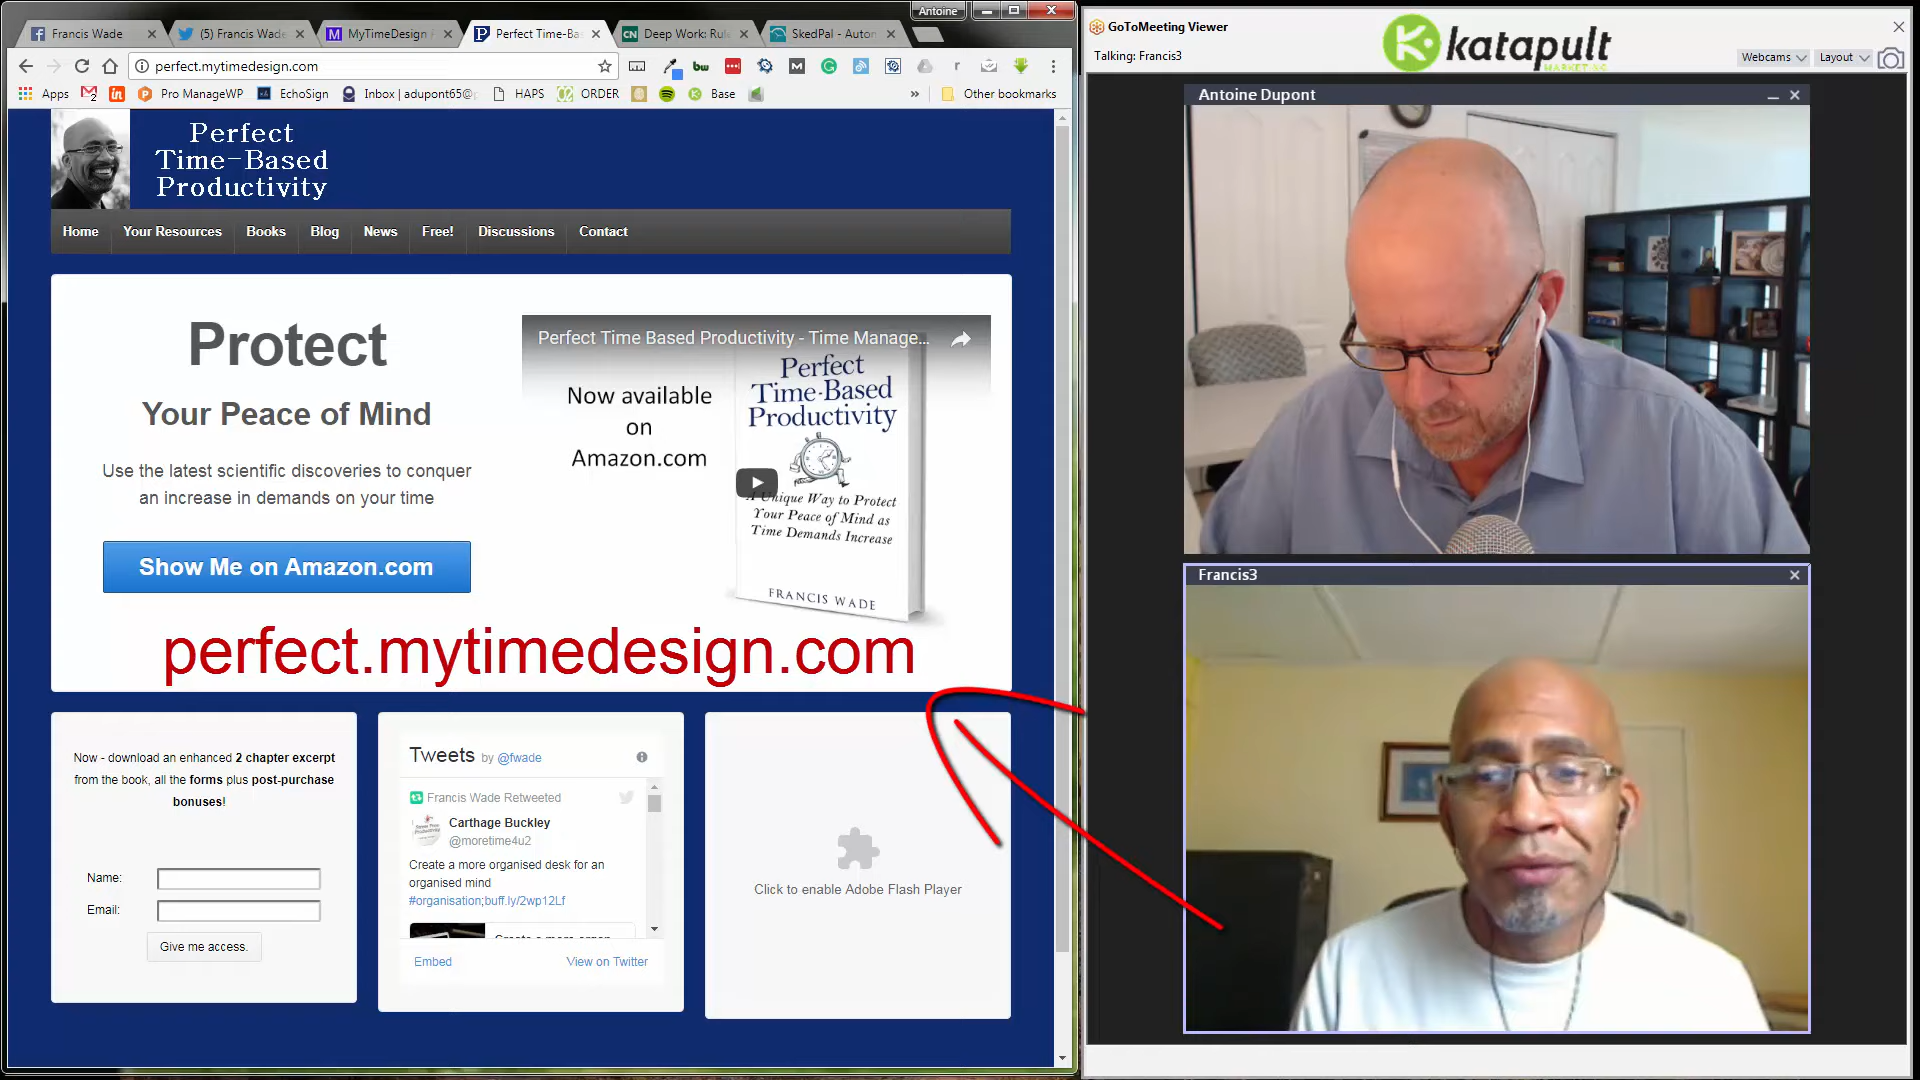 Antoine
Francis Wade
(5) Francis Wade
MyTimeDesign
Perfect Time-Ba
Deep Work: Rul
SkedPal - Auton
perfect.mytimedesign.com
bw
M
r
Apps
2
Pro ManageWP
EchoSign
Inbox | adupont65@
HAPS
ORDER
Base
»
Other bookmarks
Perfect
Time-Based
Productivity
Home
Your Resources
Books
Blog
News
Free!
Discussions
Contact
Protect
Your Peace of Mind
Use the latest scientific discoveries to conquer
an increase in demands on your time
Show Me on Amazon.com
Perfect Time Based Productivity - Time Manage...
Now available
on
Amazon.com
Perfect
Time-Based
Productivity
A Unique Way to Protect
Your Peace of Mind as
Time Demands Increase
FRANCIS WADE
perfect.mytimedesign.com
Now - download an enhanced 2 chapter excerpt
from the book, all the forms plus post-purchase
bonuses!
Name:
Email:
Give me access.
Tweets by @fwade
Francis Wade Retweeted
Carthage Buckley
@moretime4u2
Create a more organised desk for an
organised mind
#organisation;buff.ly/2wp12Lf
Embed
View on Twitter
Click to enable Adobe Flash Player
GoToMeeting Viewer
Talking: Francis3
katapult
MARKETING
Webcams
Layout
Antoine Dupont
Francis3